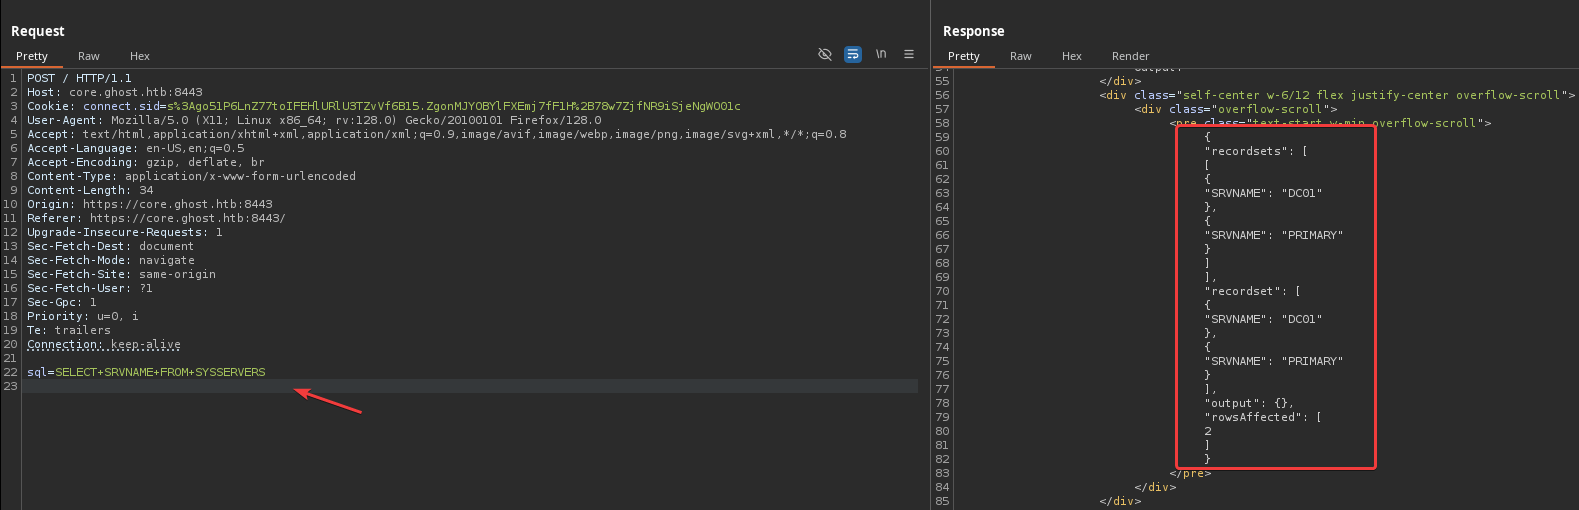 Request
Pretty Raw Hex
\n
1 POST / HTTP/1.1
2 Host: core.ghost.htb:8443
3 Cookie: connect.sid=s%3Ago51P6LnZ77toIFEHlURlU3TZvVf6B15.ZgonMJYOBYlFXEmj7fF1H%2B78w7ZjfNR9iSjeNgWO01c
4 User-Agent: Mozilla/5.0 (X11; Linux x86_64; rv:128.0) Gecko/20100101 Firefox/128.0
5 Accept: text/html,application/xhtml+xml,application/xml;q=0.9,image/avif,image/webp,image/png,image/svg+xml,*/*;q=0.8
6 Accept-Language: en-US,en;q=0.5
7 Accept-Encoding: gzip, deflate, br
8 Content-Type: application/x-www-form-urlencoded
9 Content-Length: 34
10 Origin: https://core.ghost.htb:8443
11 Referer: https://core.ghost.htb:8443/
12 Upgrade-Insecure-Requests: 1
13 Sec-Fetch-Dest: document
14 Sec-Fetch-Mode: navigate
15 Sec-Fetch-Site: same-origin
16 Sec-Fetch-User: ?1
17 Sec-Gpc: 1
18 Priority: u=0, i
19 Te: trailers
20 Connection: keep-alive
21
22 sql=SELECT+SRVNAME+FROM+SYSSERVERS
23
Response
Pretty Raw Hex Render
55 </div>
56 <div class="self-center w-6/12 flex justify-center overflow-scroll">
57 <div class="overflow-scroll">
58 <pre class="text-start w-min overflow-scroll">
59 {
60 "recordsets": [
61 [
62 {
63 "SRVNAME": "DC01"
64 },
65 {
66 "SRVNAME": "PRIMARY"
67 }
68 ]
69 ],
70 "recordset": [
71 {
72 "SRVNAME": "DC01"
73 },
74 {
75 "SRVNAME": "PRIMARY"
76 }
77 ],
78 "output": {},
79 "rowsAffected": [
80 2
81 ]
82 }
83 </pre>
84 </div>
85 </div>